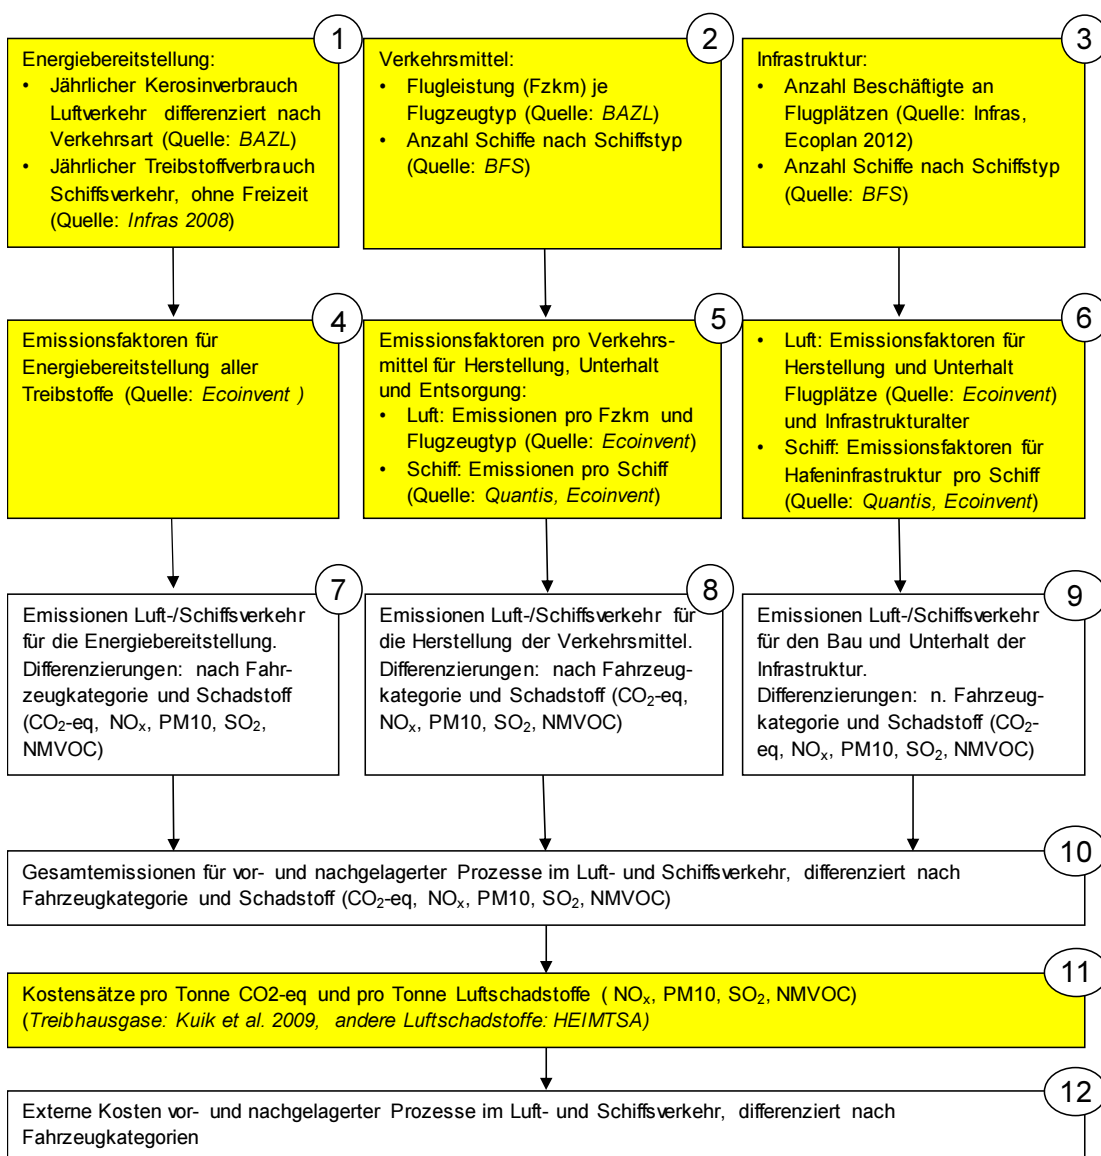 1
Energiebereitstellung:
• Jährlicher Kerosinverbrauch
Luftverkehr differenziert nach
Verkehrsart (Quelle: BAZL)
• Jährlicher Treibstoffverbrauch
Schiffsverkehr, ohne Freizeit
(Quelle: Infras 2008)
2
Verkehrsmittel:
• Flugleistung (Fzkm) je
Flugzeugtyp (Quelle: BAZL)
• Anzahl Schiffe nach Schiffstyp
(Quelle: BFS)
3
Infrastruktur:
• Anzahl Beschäftigte an
Flugplätzen (Quelle: Infras,
Ecoplan 2012)
• Anzahl Schiffe nach Schiffstyp
(Quelle: BFS)
4
Emissionsfaktoren für
Energiebereitstellung aller
Treibstoffe (Quelle: Ecoinvent )
5
Emissionsfaktoren pro Verkehrs-
mittel für Herstellung, Unterhalt
und Entsorgung:
• Luft: Emissionen pro Fzkm und
Flugzeugtyp (Quelle: Ecoinvent)
• Schiff: Emissionen pro Schiff
(Quelle: Quantis, Ecoinvent)
6
• Luft: Emissionsfaktoren für
Herstellung und Unterhalt
Flugplätze (Quelle: Ecoinvent)
und Infrastrukturalter
• Schiff: Emissionsfaktoren für
Hafeninfrastruktur pro Schiff
(Quelle: Quantis, Ecoinvent)
7
Emissionen Luft-/Schiffsverkehr
für die Energiebereitstellung.
Differenzierungen: nach Fahr-
zeugkategorie und Schadstoff
(CO₂-eq, NOₓ, PM10, SO₂,
NMVOC)
8
Emissionen Luft-/Schiffsverkehr für
die Herstellung der Verkehrsmittel.
Differenzierungen: nach Fahrzeug-
kategorie und Schadstoff (CO₂-eq,
NOₓ, PM10, SO₂, NMVOC)
9
Emissionen Luft-/Schiffsverkehr
für den Bau und Unterhalt der
Infrastruktur.
Differenzierungen: n. Fahrzeug-
kategorie und Schadstoff (CO₂-
eq, NOₓ, PM10, SO₂, NMVOC)
10
Gesamtemissionen für vor- und nachgelagerter Prozesse im Luft- und Schiffsverkehr, differenziert nach
Fahrzeugkategorie und Schadstoff (CO₂-eq, NOₓ, PM10, SO₂, NMVOC)
11
Kostensätze pro Tonne CO2-eq und pro Tonne Luftschadstoffe ( NOₓ, PM10, SO₂, NMVOC)
(Treibhausgase: Kuik et al. 2009, andere Luftschadstoffe: HEIMTSA)
12
Externe Kosten vor- und nachgelagerter Prozesse im Luft- und Schiffsverkehr, differenziert nach
Fahrzeugkategorien